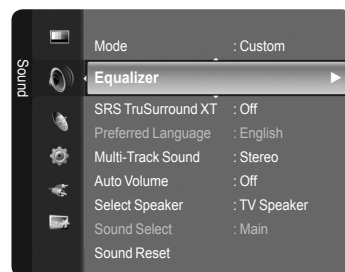 Sound
Mode : Custom
Equalizer
SRS TruSurround XT : Off
Preferred Language : English
Multi-Track Sound : Stereo
Auto Volume : Off
Select Speaker : TV Speaker
Sound Select : Main
Sound Reset